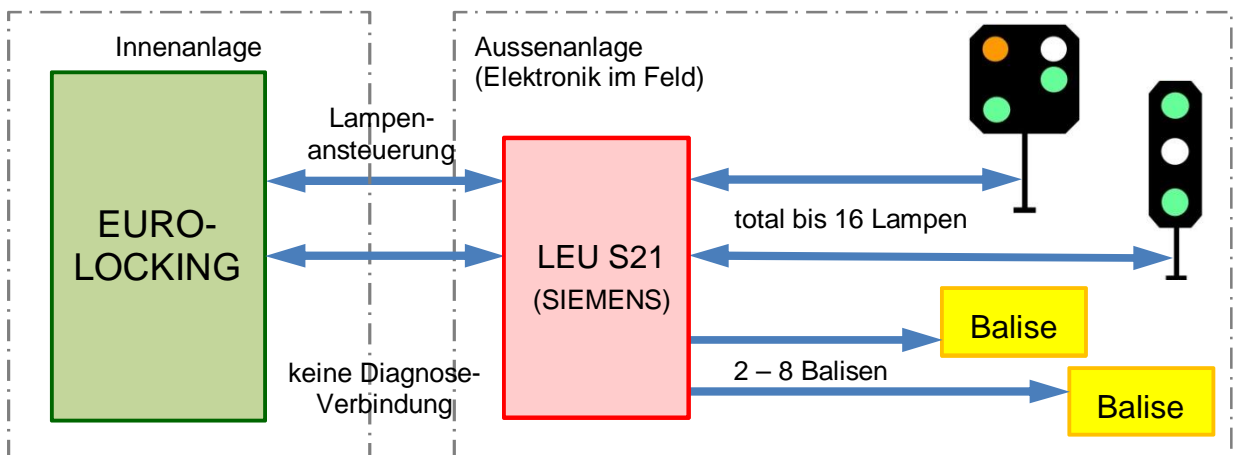 Innenanlage
EURO-
LOCKING
Lampen-
ansteuerung
keine Diagnose-
Verbindung
Aussenanlage
(Elektronik im Feld)
LEU S21
(SIEMENS)
total bis 16 Lampen
2 – 8 Balisen
Balise
Balise